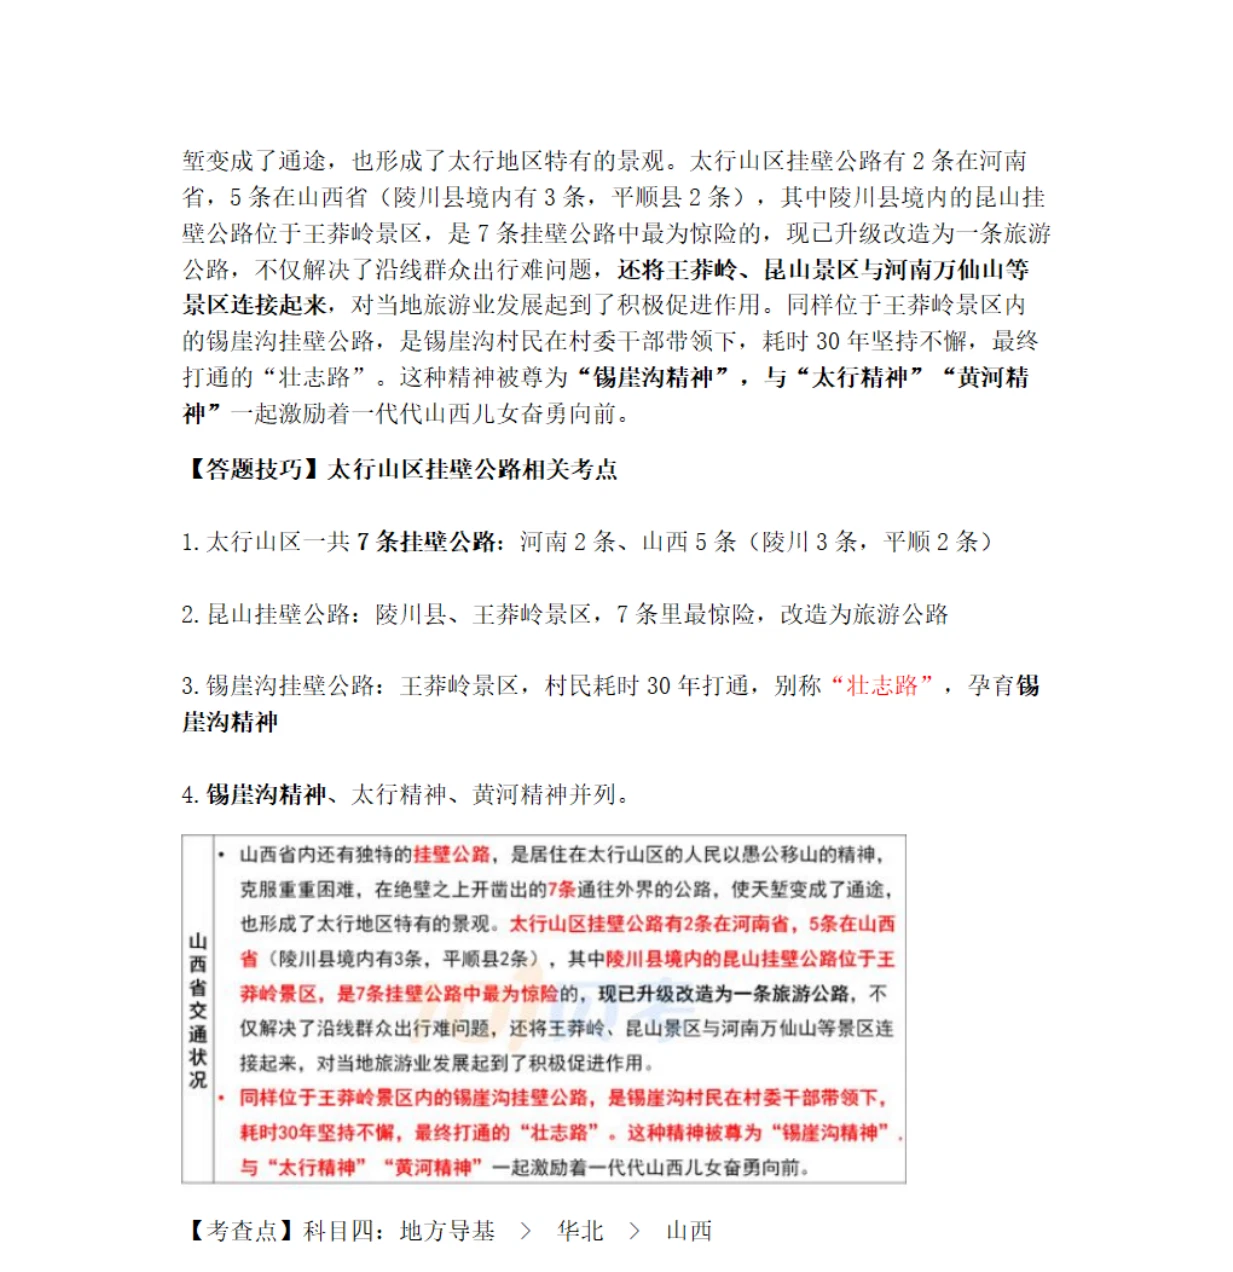 堑变成了通途，也形成了太行地区特有的景观。太行山区挂壁公路有 2 条在河南
省，5 条在山西省（陵川县境内有 3 条，平顺县 2 条），其中陵川县境内的昆山挂
壁公路位于王莽岭景区，是 7 条挂壁公路中最为惊险的，现已升级改造为一条旅游
公路，不仅解决了沿线群众出行难问题，还将王莽岭、昆山景区与河南万仙山等
景区连接起来，对当地旅游业发展起到了积极促进作用。同样位于王莽岭景区内
的锡崖沟挂壁公路，是锡崖沟村民在村委干部带领下，耗时 30 年坚持不懈，最终
打通的“壮志路”。这种精神被尊为“锡崖沟精神”，与“太行精神”“黄河精
神”一起激励着一代代山西儿女奋勇向前。
【答题技巧】太行山区挂壁公路相关考点
1. 太行山区一共 7 条挂壁公路：河南 2 条、山西 5 条（陵川 3 条，平顺 2 条）
2. 昆山挂壁公路：陵川县、王莽岭景区，7 条里最惊险，改造为旅游公路
3. 锡崖沟挂壁公路：王莽岭景区，村民耗时 30 年打通，别称“壮志路”，孕育锡
崖沟精神
4. 锡崖沟精神、太行精神、黄河精神并列。
山西省交通状况
• 山西省内还有独特的挂壁公路，是居住在太行山区的人民以愚公移山的精神，
克服重重困难，在绝壁之上开凿出的7条通往外界的公路，使天堑变成了通途，
也形成了太行地区特有的景观。太行山区挂壁公路有2条在河南省，5条在山西
省（陵川县境内有3条，平顺县2条），其中陵川县境内的昆山挂壁公路位于王
莽岭景区，是7条挂壁公路中最为惊险的，现已升级改造为一条旅游公路，不
仅解决了沿线群众出行难问题，还将王莽岭、昆山景区与河南万仙山等景区连
接起来，对当地旅游业发展起到了积极促进作用。
• 同样位于王莽岭景区内的锡崖沟挂壁公路，是锡崖沟村民在村委干部带领下，
耗时30年坚持不懈，最终打通的“壮志路”。这种精神被尊为“锡崖沟精神”，
与“太行精神”“黄河精神”一起激励着一代代山西儿女奋勇向前。
【考查点】科目四：地方导基 > 华北 > 山西